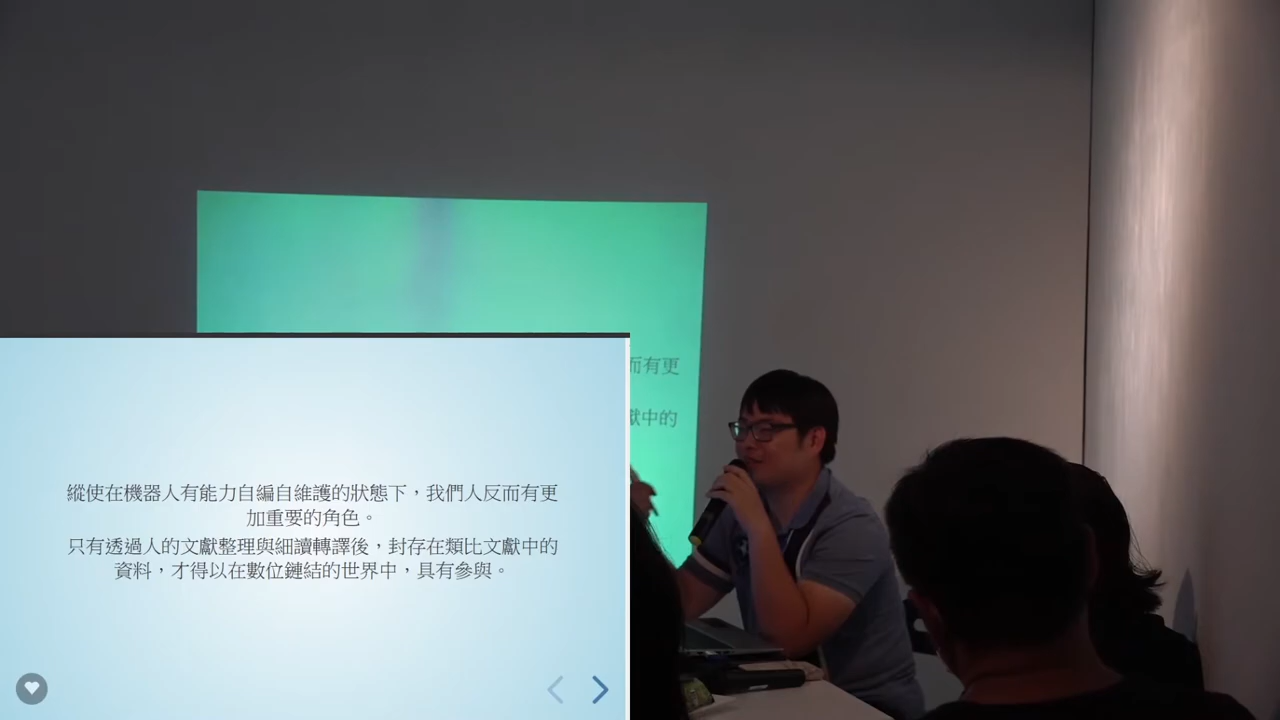 而有更
獻中的
縱使在機器人有能力自編自維護的狀態下，我們人反而有更
加重要的角色。
只有透過人的文獻整理與細讀轉譯後，封存在類比文獻中的
資料，才得以在數位鏈結的世界中，具有參與。